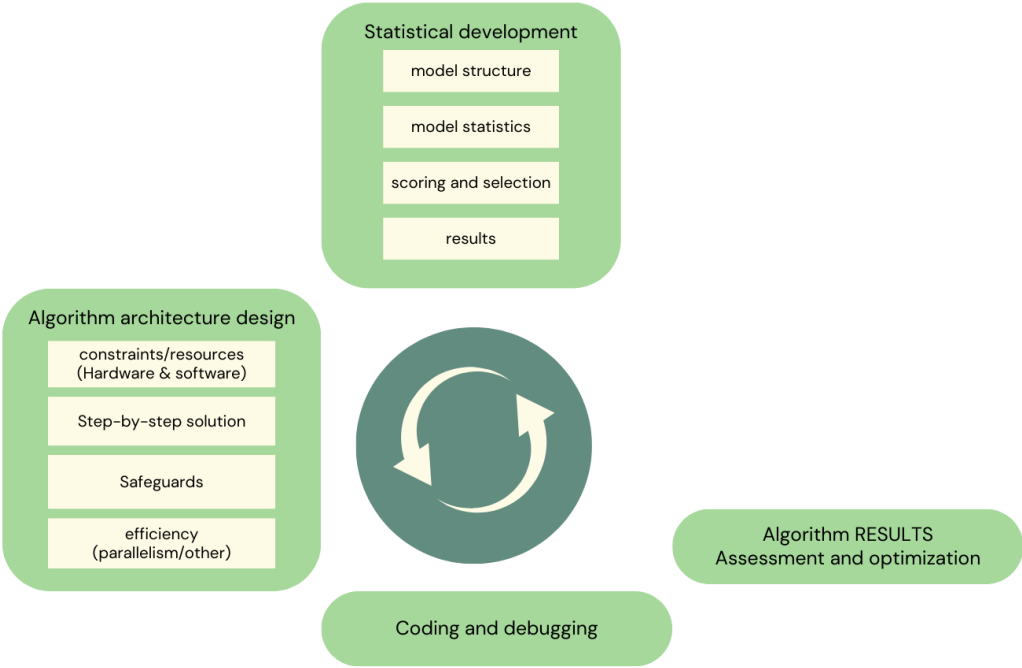 Statistical development
model structure
model statistics
scoring and selection
results
Algorithm architecture design
constraints/resources
(Hardware & software)
Step-by-step solution
Safeguards
efficiency
(parallelism/other)
Algorithm RESULTS
Assessment and optimization
Coding and debugging